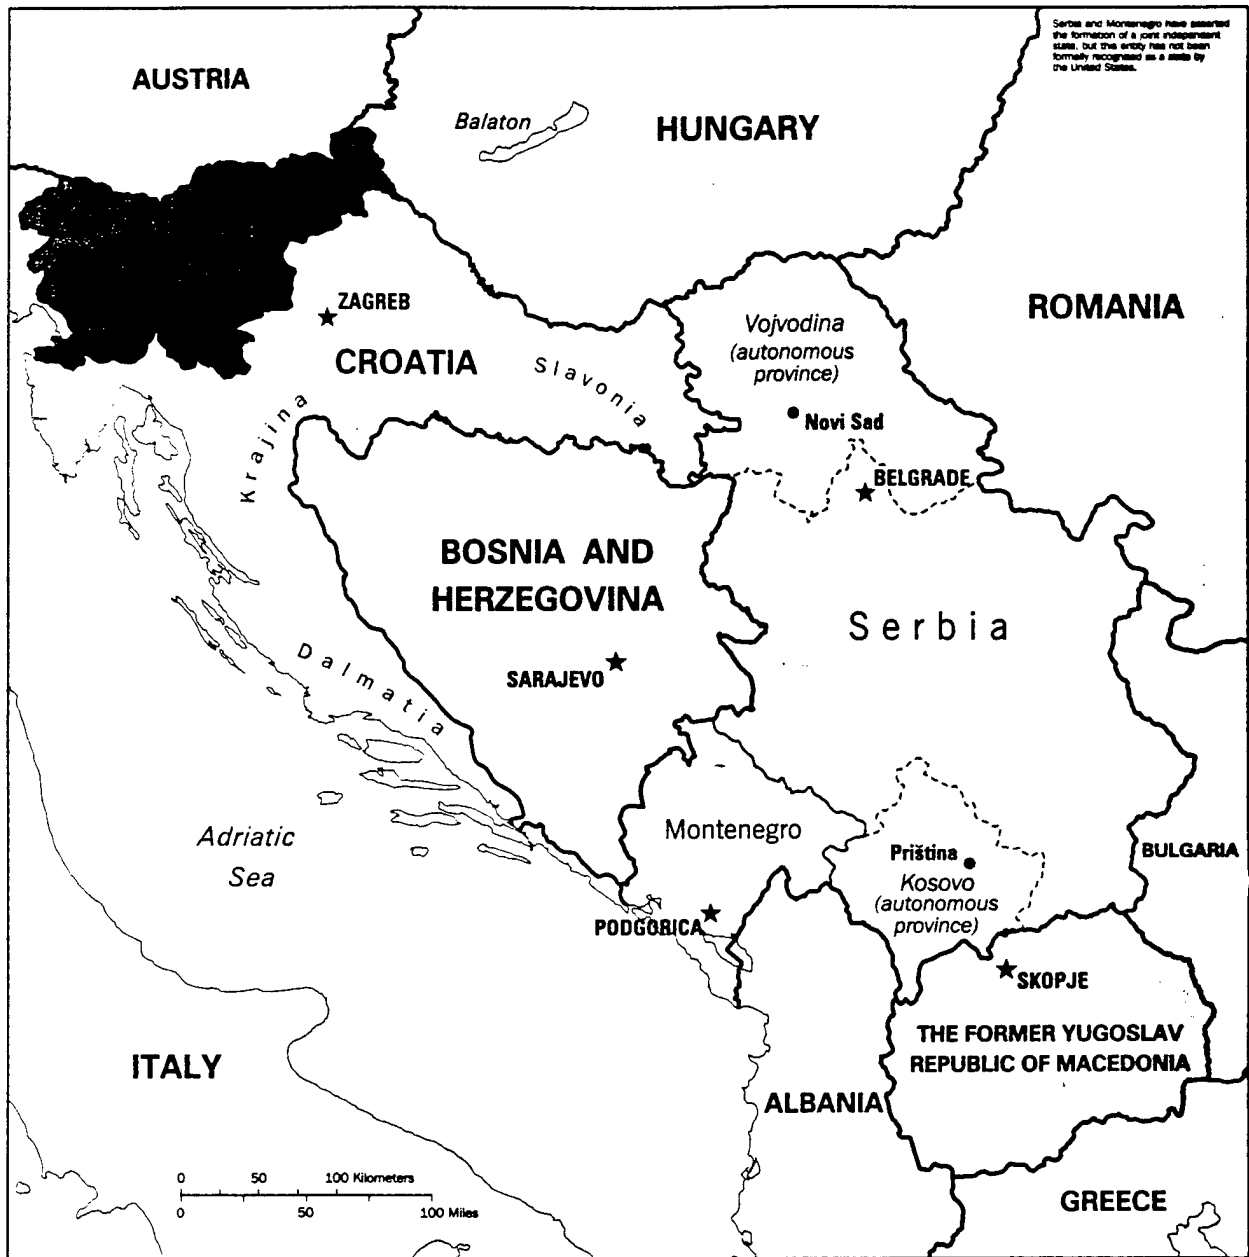 Serbia and Montenegro have asserted
the formation of a joint independent
state, but this entity has not been
formally recognized as a state by
the United States.
AUSTRIA
Balaton
HUNGARY
ROMANIA
ZAGREB
CROATIA
Slavonia
Krajina
Vojvodina
(autonomous
province)
Novi Sad
BELGRADE
BOSNIA AND
HERZEGOVINA
Serbia
SARAJEVO
Dalmatia
Adriatic
Sea
Montenegro
Priština
Kosovo
(autonomous
province)
BULGARIA
PODGORICA
SKOPJE
THE FORMER YUGOSLAV
REPUBLIC OF MACEDONIA
ITALY
ALBANIA
GREECE
0 50 100 Kilometers
0 50 100 Miles